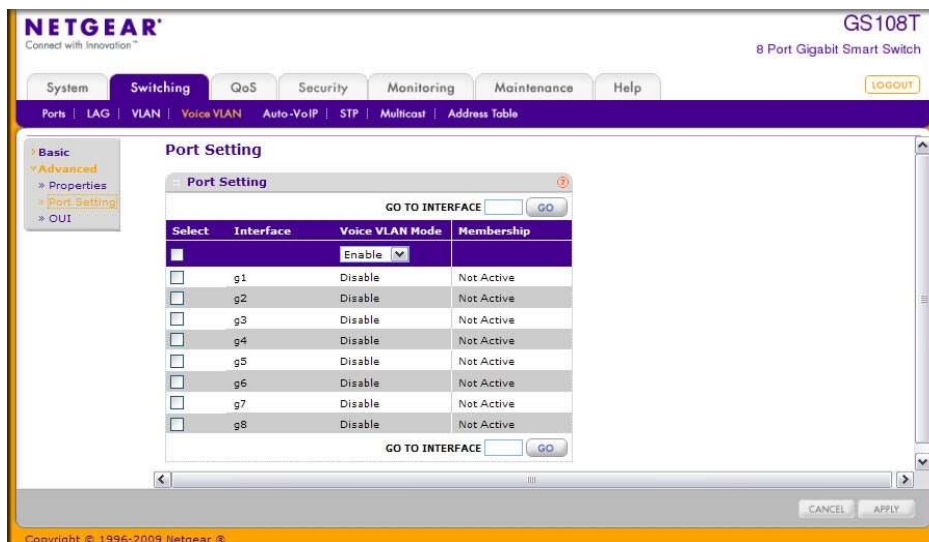 NETGEAR®
Connect with Innovation™
GS108T
8 Port Gigabit Smart Switch
System Switching QoS Security Monitoring Maintenance Help LOGOUT
Ports | LAG | VLAN | Voice VLAN | Auto-VoIP | STP | Multicast | Address Table
Basic
Advanced
» Properties
» Port Setting
» OUI
Port Setting
Port Setting ?
GO TO INTERFACE GO
Select Interface Voice VLAN Mode Membership
Enable
g1 Disable Not Active
g2 Disable Not Active
g3 Disable Not Active
g4 Disable Not Active
g5 Disable Not Active
g6 Disable Not Active
g7 Disable Not Active
g8 Disable Not Active
GO TO INTERFACE GO
CANCEL APPLY
Copyright © 1996-2009 Netgear ®